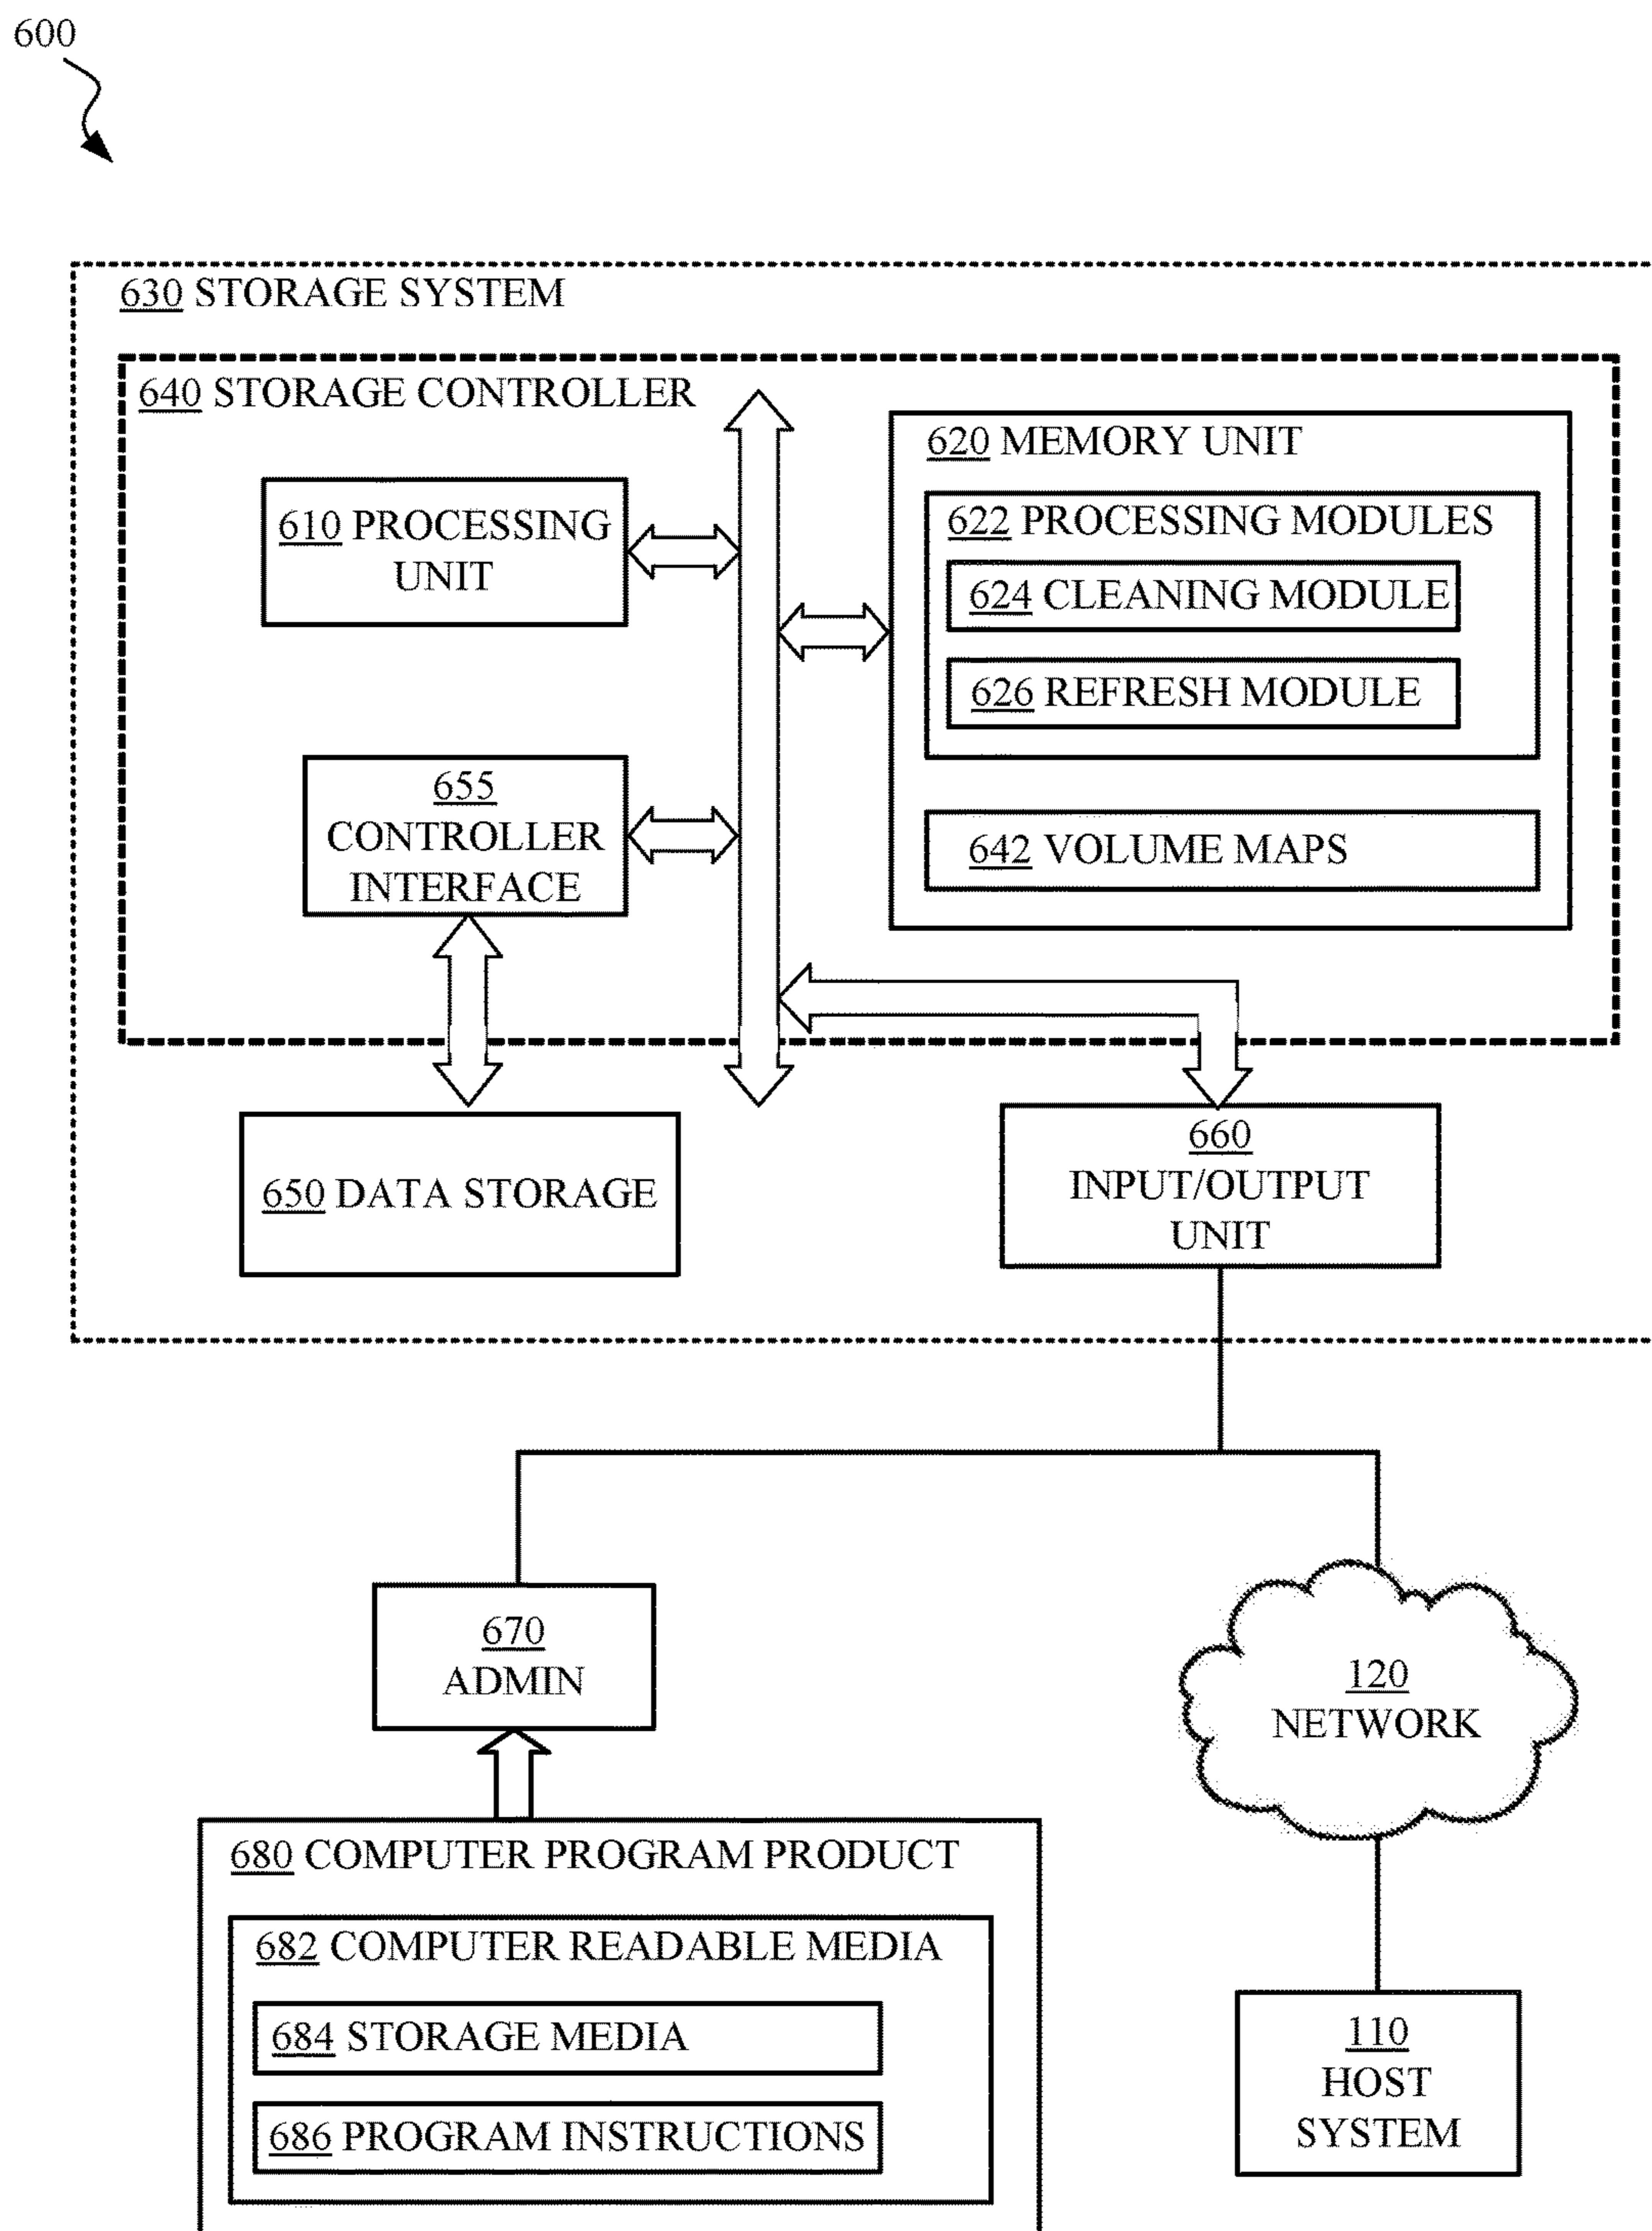 600
630 STORAGE SYSTEM
640 STORAGE CONTROLLER
610 PROCESSING
UNIT
620 MEMORY UNIT
622 PROCESSING MODULES
624 CLEANING MODULE
626 REFRESH MODULE
655
CONTROLLER
INTERFACE
642 VOLUME MAPS
650 DATA STORAGE
660
INPUT/OUTPUT
UNIT
670
ADMIN
120
NETWORK
680 COMPUTER PROGRAM PRODUCT
682 COMPUTER READABLE MEDIA
684 STORAGE MEDIA
686 PROGRAM INSTRUCTIONS
110
HOST
SYSTEM